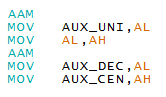 AAM
MOV AUX_UNI,AL
MOV AL,AH
AAM
MOV AUX_DEC,AL
MOV AUX_CEN,AH